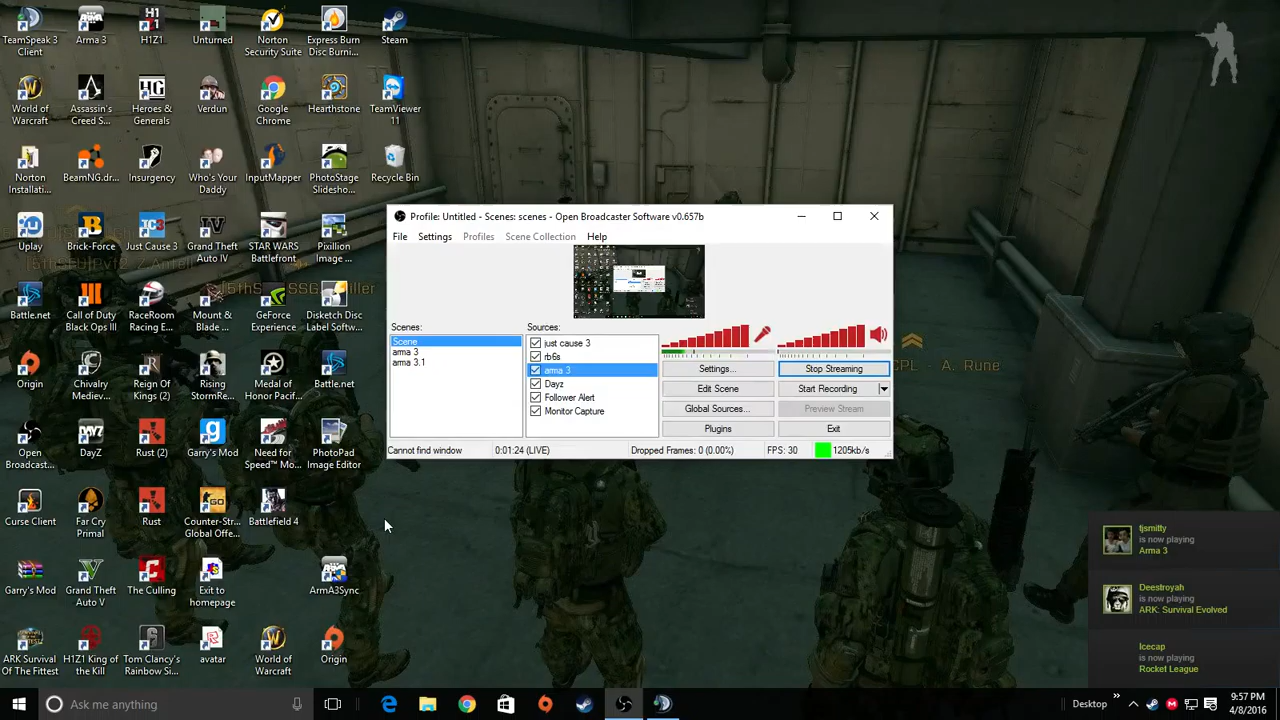 TeamSpeak 3
Client
Arma 3
H1Z1
Unturned
Norton
Security Suite
Express Burn
Disc Burni...
Steam
World of
Warcraft
Assassin's
Creed S...
Heroes &
Generals
Verdun
Google
Chrome
Hearthstone
TeamViewer
11
Norton
Installati...
BeamNG.dr...
Insurgency
Who's Your
Daddy
InputMapper
PhotoStage
Slidesho...
Recycle Bin
Uplay
Brick-Force
Just Cause 3
Grand Theft
Auto IV
STAR WARS
Battlefront
Pixillion
Image ...
Battle.net
Call of Duty
Black Ops III
RaceRoom
Racing E...
Mount &
Blade ...
GeForce
Experience
Disketch Disc
Label Softw...
Origin
Chivalry
Mediev...
Reign Of
Kings (2)
Rising
StormRe...
Medal of
Honor Pacif...
Battle.net
Open
Broadcast...
DayZ
Rust (2)
Garry's Mod
Need for
Speed™ Mo...
PhotoPad
Image Editor
Curse Client
Far Cry
Primal
Rust
Counter-Str...
Global Offe...
Battlefield 4
Garry's Mod
Grand Theft
Auto V
The Culling
Exit to
homepage
ArmA3Sync
ARK Survival
Of The Fittest
H1Z1 King of
the Kill
Tom Clancy's
Rainbow Si...
avatar
World of
Warcraft
Origin
Profile: Untitled - Scenes: scenes - Open Broadcaster Software v0.657b
File Settings Profiles Scene Collection Help
Scenes:
Scene
arma 3
arma 3.1
Sources:
just cause 3
rb6s
arma 3
Dayz
Follower Alert
Monitor Capture
Settings...
Stop Streaming
Edit Scene
Start Recording
Global Sources...
Preview Stream
Plugins
Exit
Cannot find window
0:01:24 (LIVE)
Dropped Frames: 0 (0.00%)
FPS: 30
1205kb/s
CPL - A. Rune
tjsmitty
is now playing
Arma 3
Deestroyah
is now playing
ARK: Survival Evolved
Icecap
is now playing
Rocket League
Ask me anything
Desktop
9:57 PM
4/8/2016